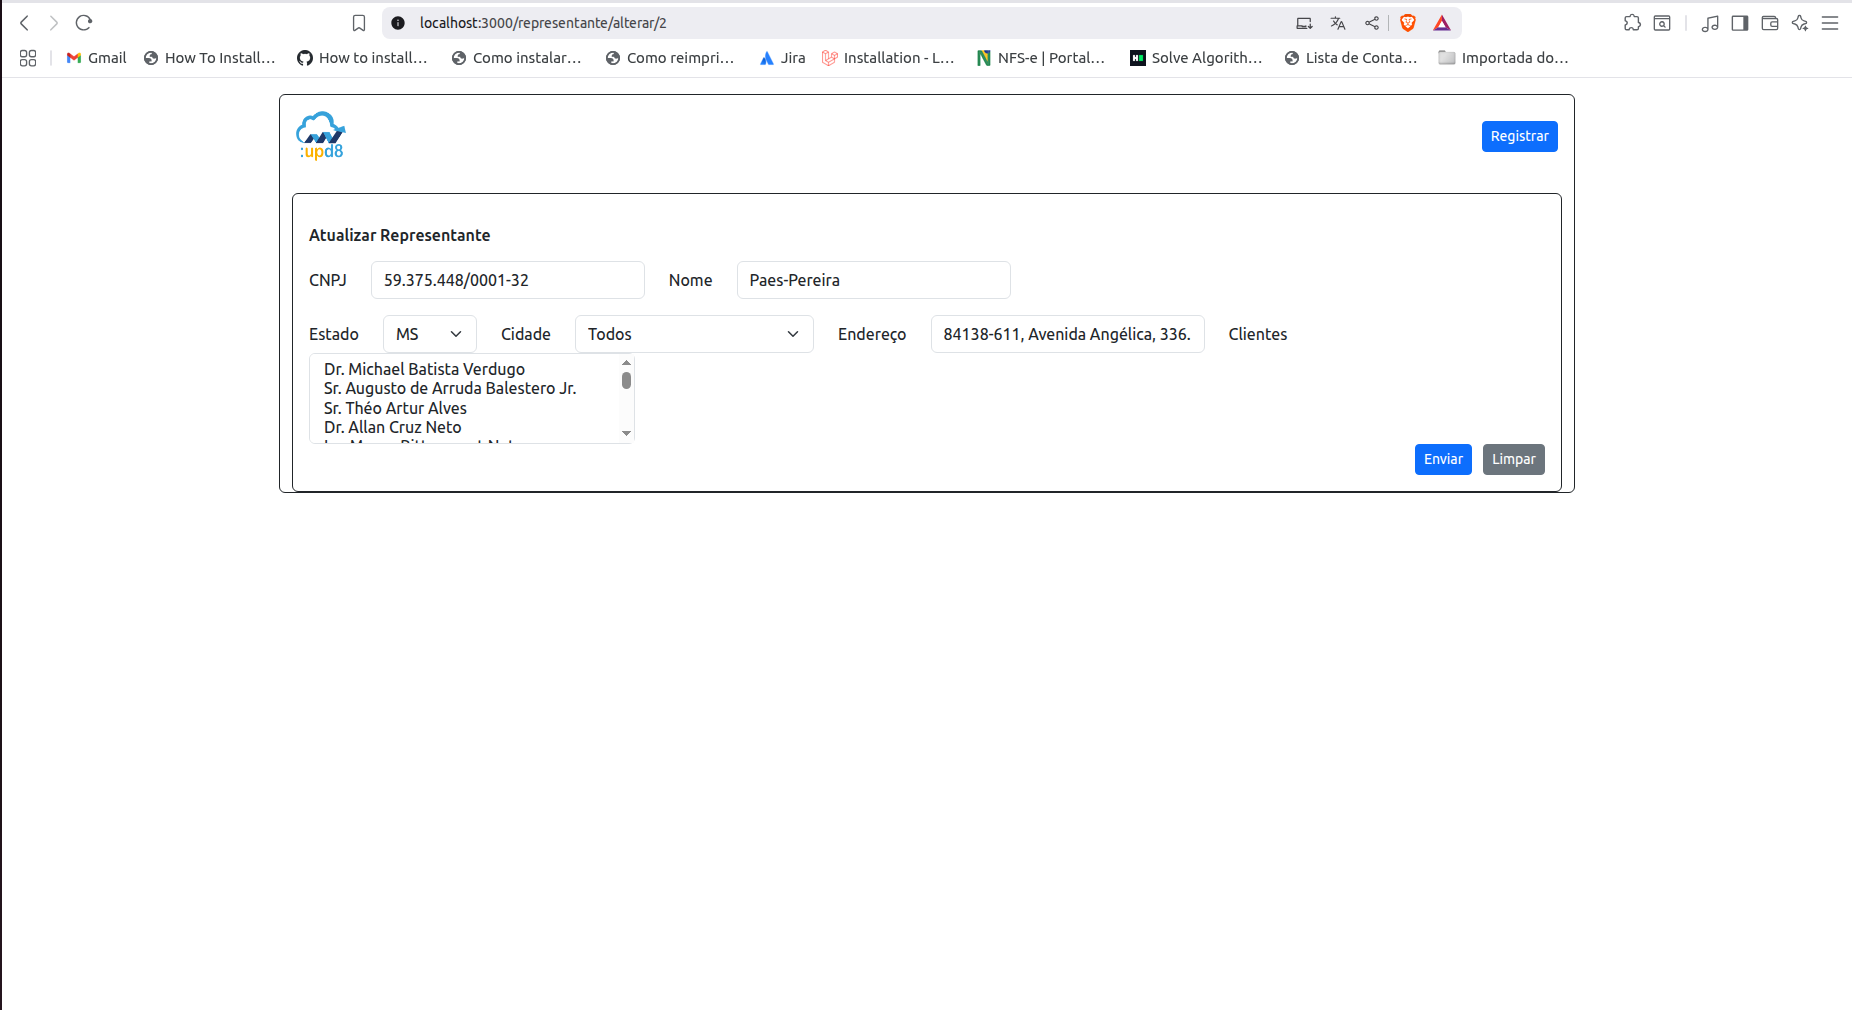 localhost:3000/representante/alterar/2
Gmail How To Install... How to install... Como instalar... Como reimpri... Jira Installation - L... NFS-e | Portal... Solve Algorith... Lista de Conta... Importada do...
:upd8
Registrar
Atualizar Representante
CNPJ 59.375.448/0001-32 Nome Paes-Pereira
Estado MS Cidade Todos Endereço 84138-611, Avenida Angélica, 336. Clientes
Dr. Michael Batista Verdugo
Sr. Augusto de Arruda Balestero Jr.
Sr. Théo Artur Alves
Dr. Allan Cruz Neto
Enviar Limpar